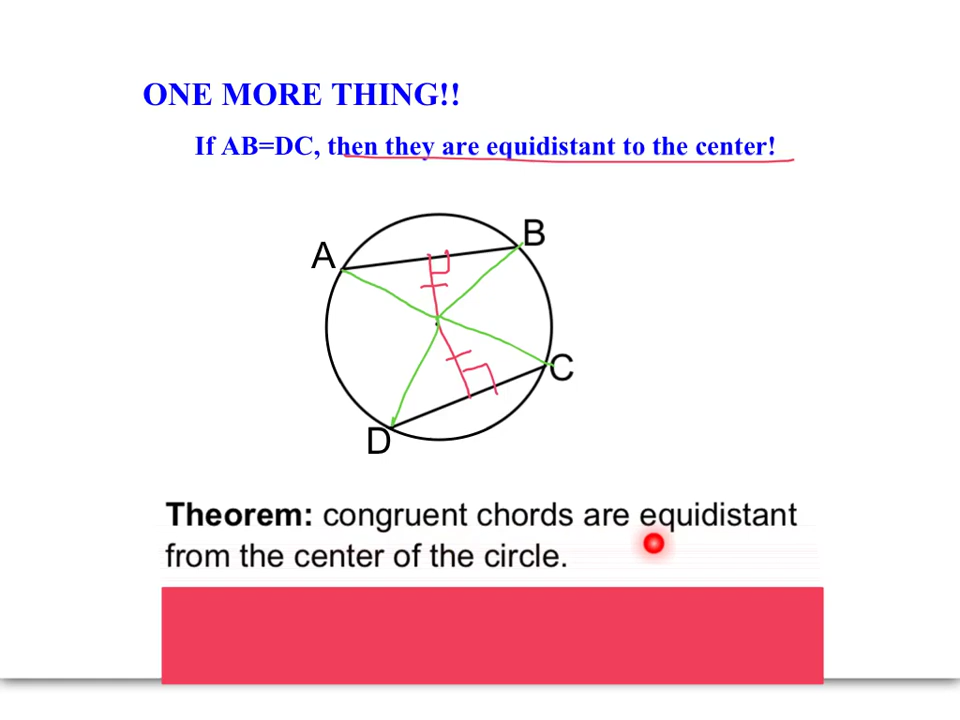 ONE MORE THING!!
If AB=DC, then they are equidistant to the center!
A
B
C
D
Theorem: congruent chords are equidistant
from the center of the circle.